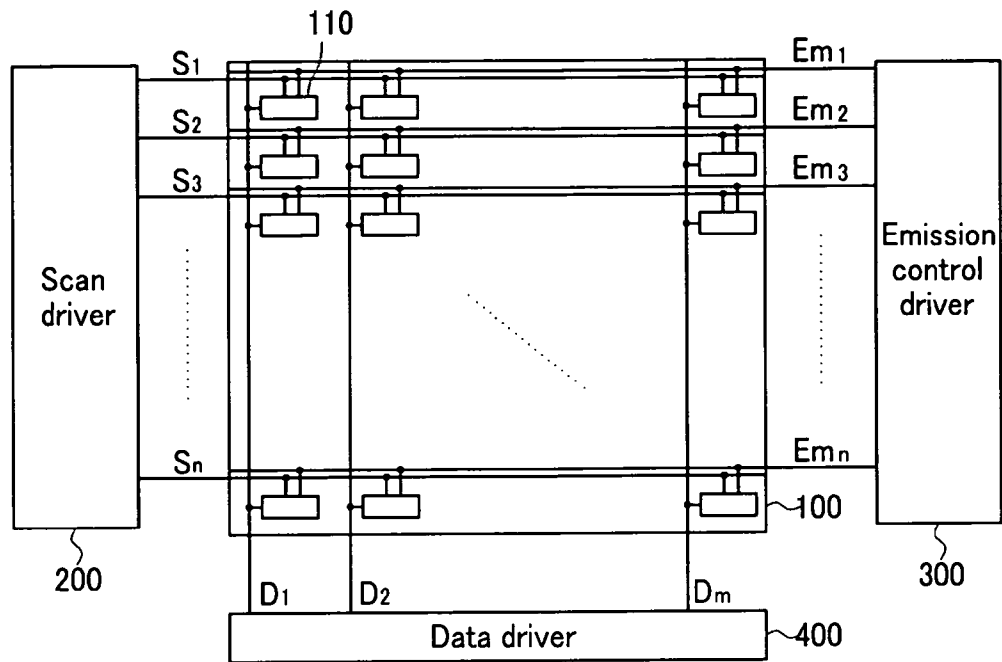 110
S1
Em1
S2
Em2
S3
Em3
Scan
driver
Emission
control
driver
Sn
Emn
100
200
300
D1
D2
Dm
Data driver
400